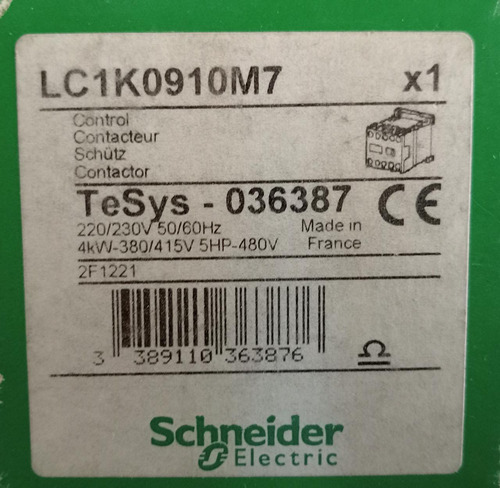 LC1K0910M7 x1
Control
Contacteur
Schütz
Contactor
TeSys - 036387 CE
220/230V 50/60Hz Made in
4kW-380/415V 5HP-480V France
2F1221
3 389110 363876
Schneider
Electric